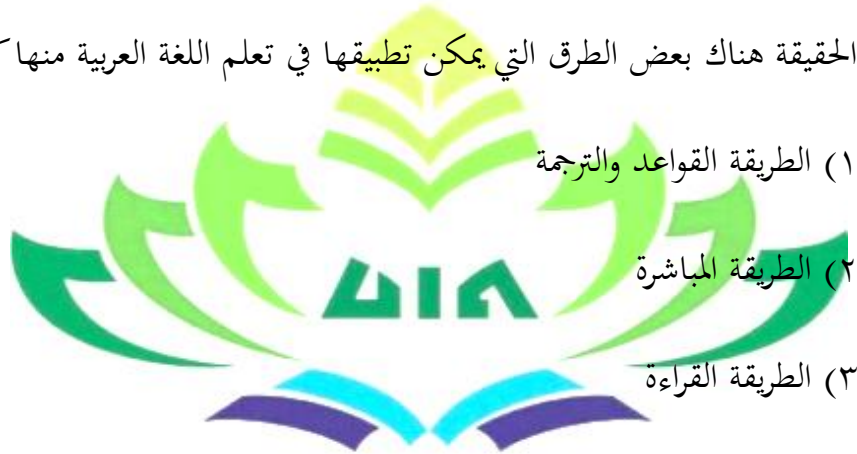 الحقيقة هناك بعض الطرق التي يمكن تطبيقها في تعلم اللغة العربية منها
١) الطريقة القواعد والترجمة
٢) الطريقة المباشرة
٣) الطريقة القراءة